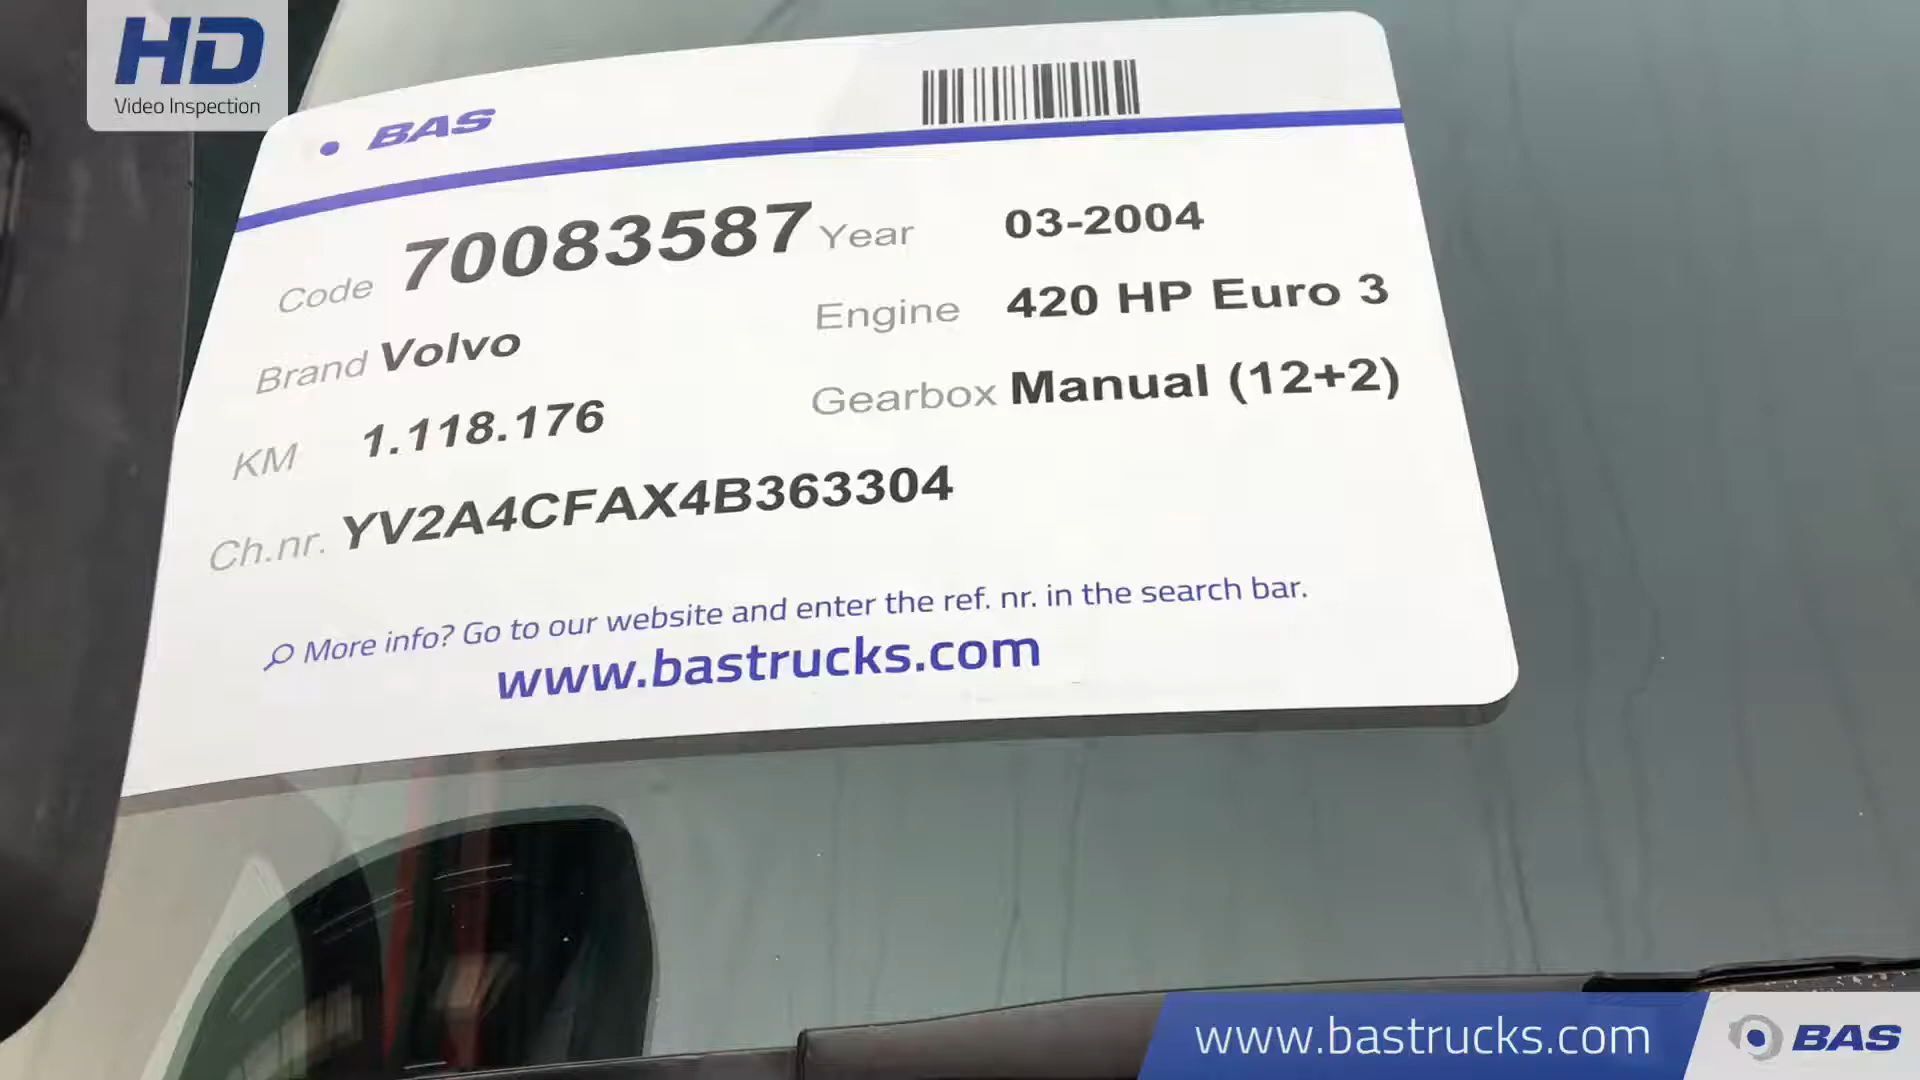 HD
Video Inspection
BAS
Code 70083587
Year 03-2004
Brand Volvo
Engine 420 HP Euro 3
KM 1.118.176
Gearbox Manual (12+2)
Ch.nr. YV2A4CFAX4B363304
More info? Go to our website and enter the ref. nr. in the search bar.
www.bastrucks.com
www.bastrucks.com
BAS